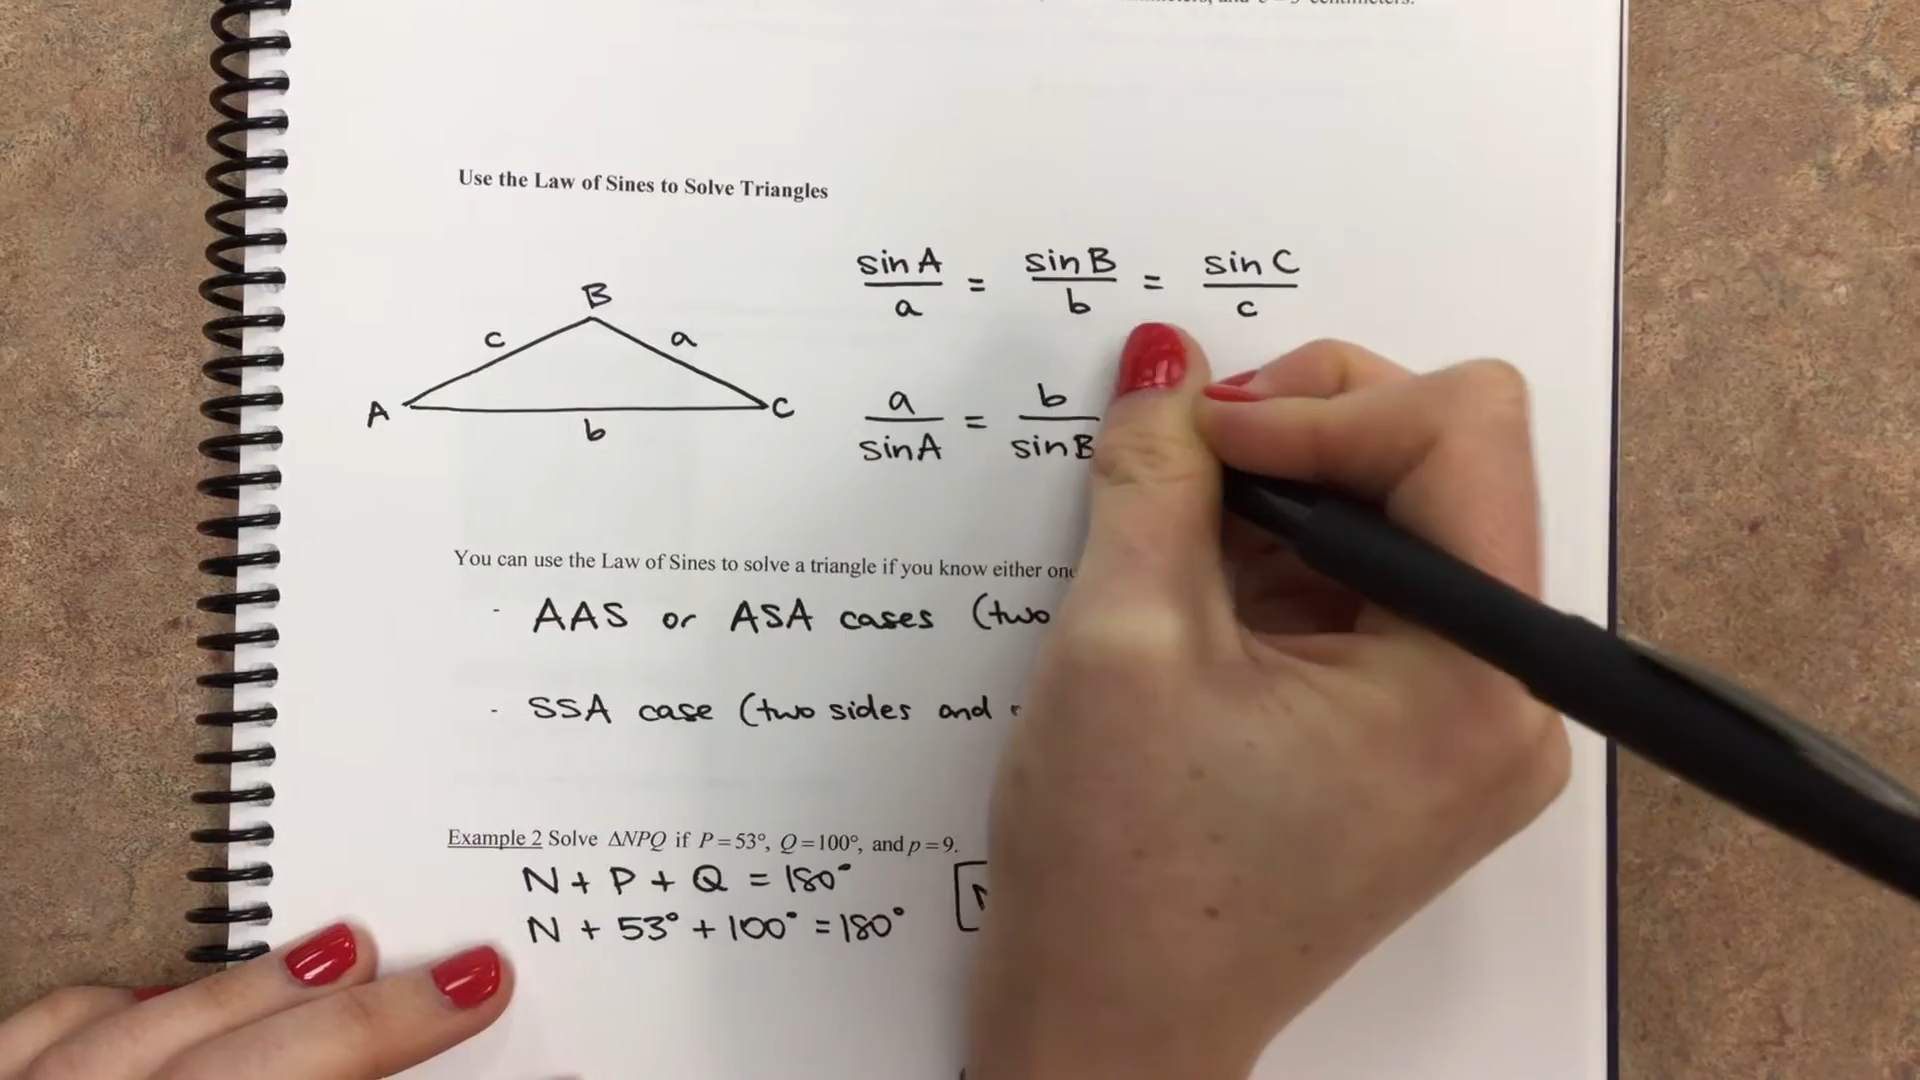 centimeters.
Use the Law of Sines to Solve Triangles
sin A / a = sin B / b = sin C / c
B
c a
A C
b
a / sin A = b / sin B
You can use the Law of Sines to solve a triangle if you know either one
- AAS or ASA cases (two
- SSA case (two sides and
Example 2 Solve ΔNPQ if P = 53°, Q = 100°, and p = 9.
N + P + Q = 180°
N + 53° + 100° = 180°